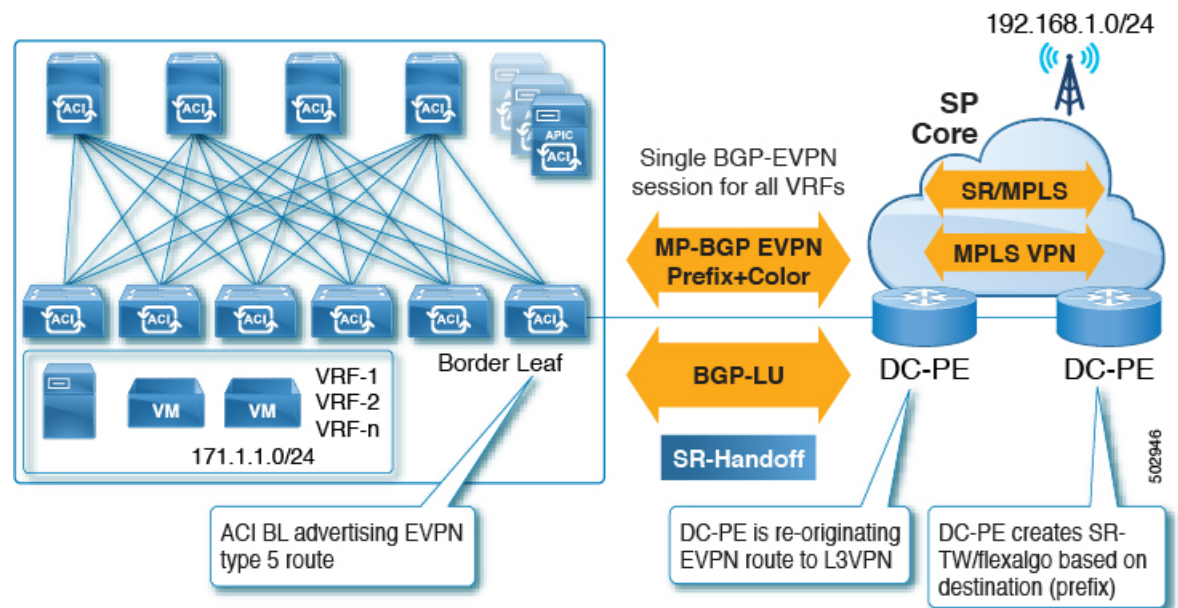 192.168.1.0/24
ACI
ACI
ACI
ACI
A
A
APIC
ACI
SP
Core
Single BGP-EVPN
session for all VRFs
SR/MPLS
MP-BGP EVPN
Prefix+Color
MPLS VPN
ACI
ACI
ACI
ACI
ACI
ACI
Border Leaf
BGP-LU
DC-PE
DC-PE
VM
VM
VRF-1
VRF-2
VRF-n
171.1.1.0/24
SR-Handoff
502946
ACI BL advertising EVPN
type 5 route
DC-PE is re-originating
EVPN route to L3VPN
DC-PE creates SR-
TW/flexalgo based on
destination (prefix)